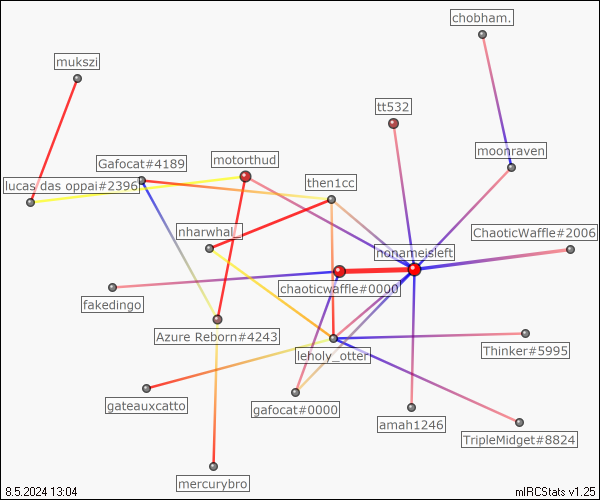 chobham.
mukszi
tt532
moonraven
motorthud
Gafocat#4189
then1cc
lucas das oppai#2396
nharwhal_
ChaoticWaffle#2006
nonameisleft
chaoticwaffle#0000
fakedingo
Azure Reborn#4243
leholy_otter
Thinker#5995
gateauxcatto
gafocat#0000
amah1246
TripleMidget#8824
mercurybro
8.5.2024 13:04
mIRCStats v1.25